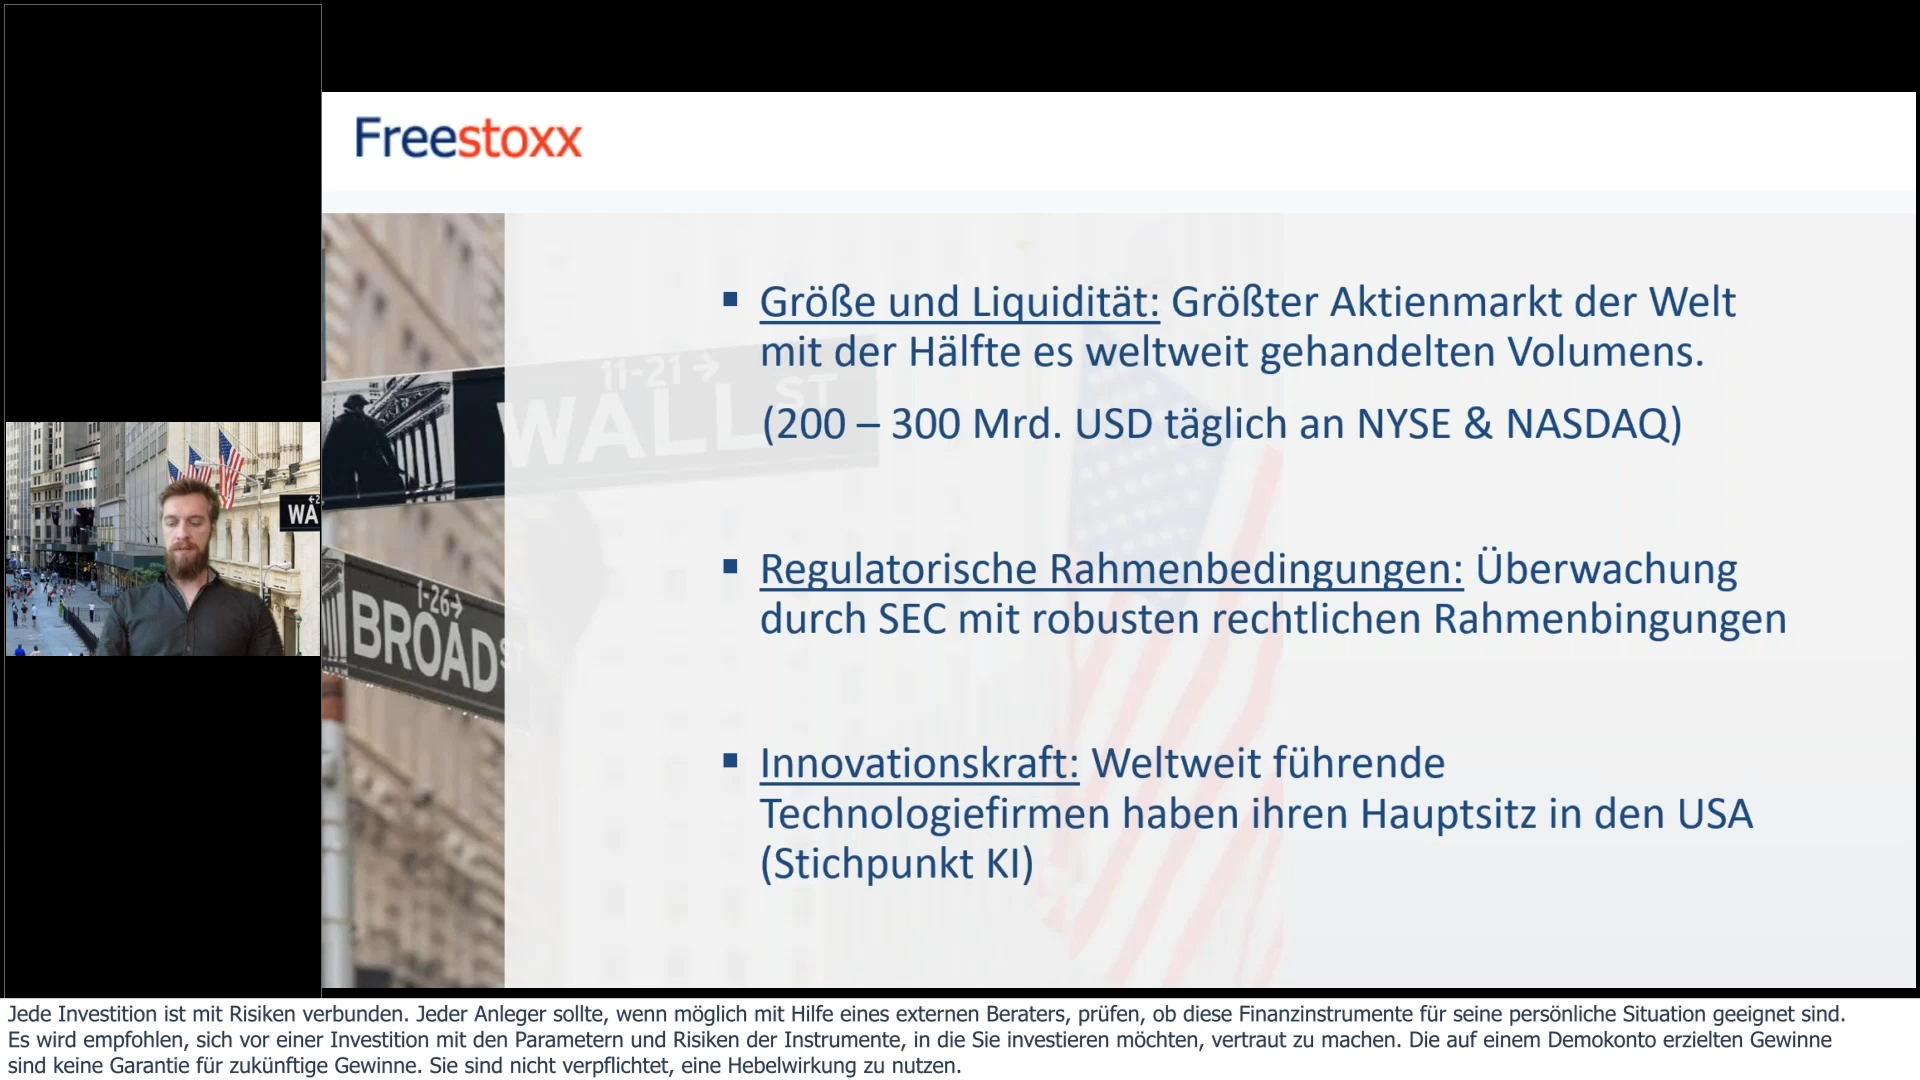 Freestoxx
▪ Größe und Liquidität: Größter Aktienmarkt der Welt
mit der Hälfte es weltweit gehandelten Volumens.
(200 – 300 Mrd. USD täglich an NYSE & NASDAQ)
▪ Regulatorische Rahmenbedingungen: Überwachung
durch SEC mit robusten rechtlichen Rahmenbingungen
▪ Innovationskraft: Weltweit führende
Technologiefirmen haben ihren Hauptsitz in den USA
(Stichpunkt KI)
11-21→
WALL ST
1-26→
BROAD ST
WA
Jede Investition ist mit Risiken verbunden. Jeder Anleger sollte, wenn möglich mit Hilfe eines externen Beraters, prüfen, ob diese Finanzinstrumente für seine persönliche Situation geeignet sind.
Es wird empfohlen, sich vor einer Investition mit den Parametern und Risiken der Instrumente, in die Sie investieren möchten, vertraut zu machen. Die auf einem Demokonto erzielten Gewinne
sind keine Garantie für zukünftige Gewinne. Sie sind nicht verpflichtet, eine Hebelwirkung zu nutzen.